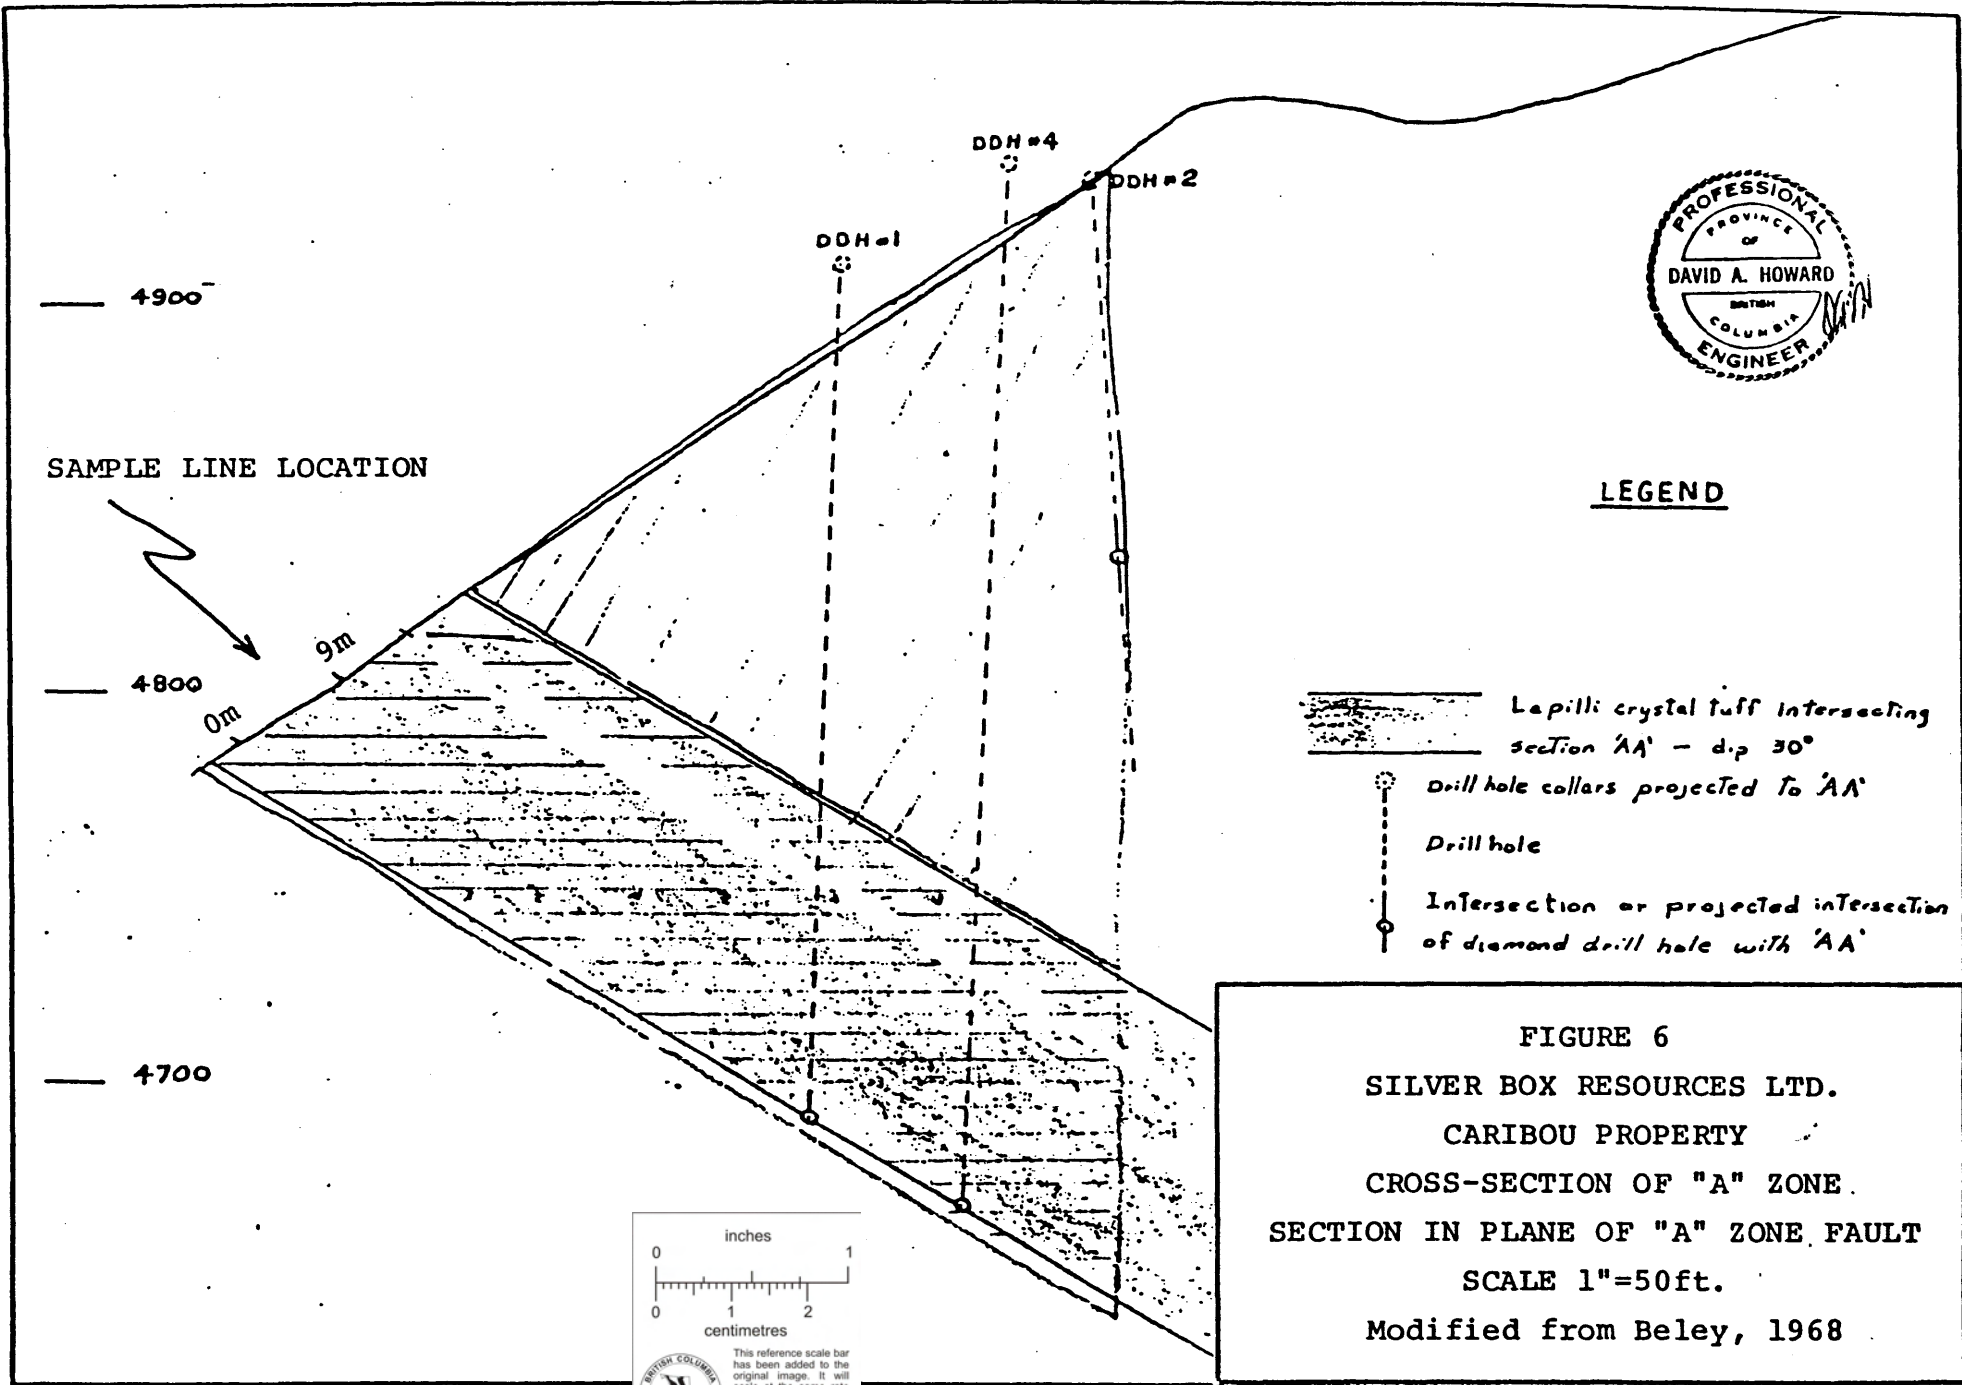 DDH#4
DDH#2
DDH#1
4900
SAMPLE LINE LOCATION
9m
4800
0m
4700
PROFESSIONAL
PROVINCE
OF
DAVID A. HOWARD
BRITISH
COLUMBIA
ENGINEER
LEGEND
Lapilli crystal tuff intersecting
section 'AA' - dip 30°
Drill hole collars projected to 'AA'
Drill hole
Intersection or projected intersection
of diamond drill hole with 'AA'
FIGURE 6
SILVER BOX RESOURCES LTD.
CARIBOU PROPERTY
CROSS-SECTION OF "A" ZONE
SECTION IN PLANE OF "A" ZONE FAULT
SCALE 1"=50ft.
Modified from Beley, 1968
inches
0 1
0 1 2
centimetres
BRITISH COLUMBIA
This reference scale bar
has been added to the
original image. It will